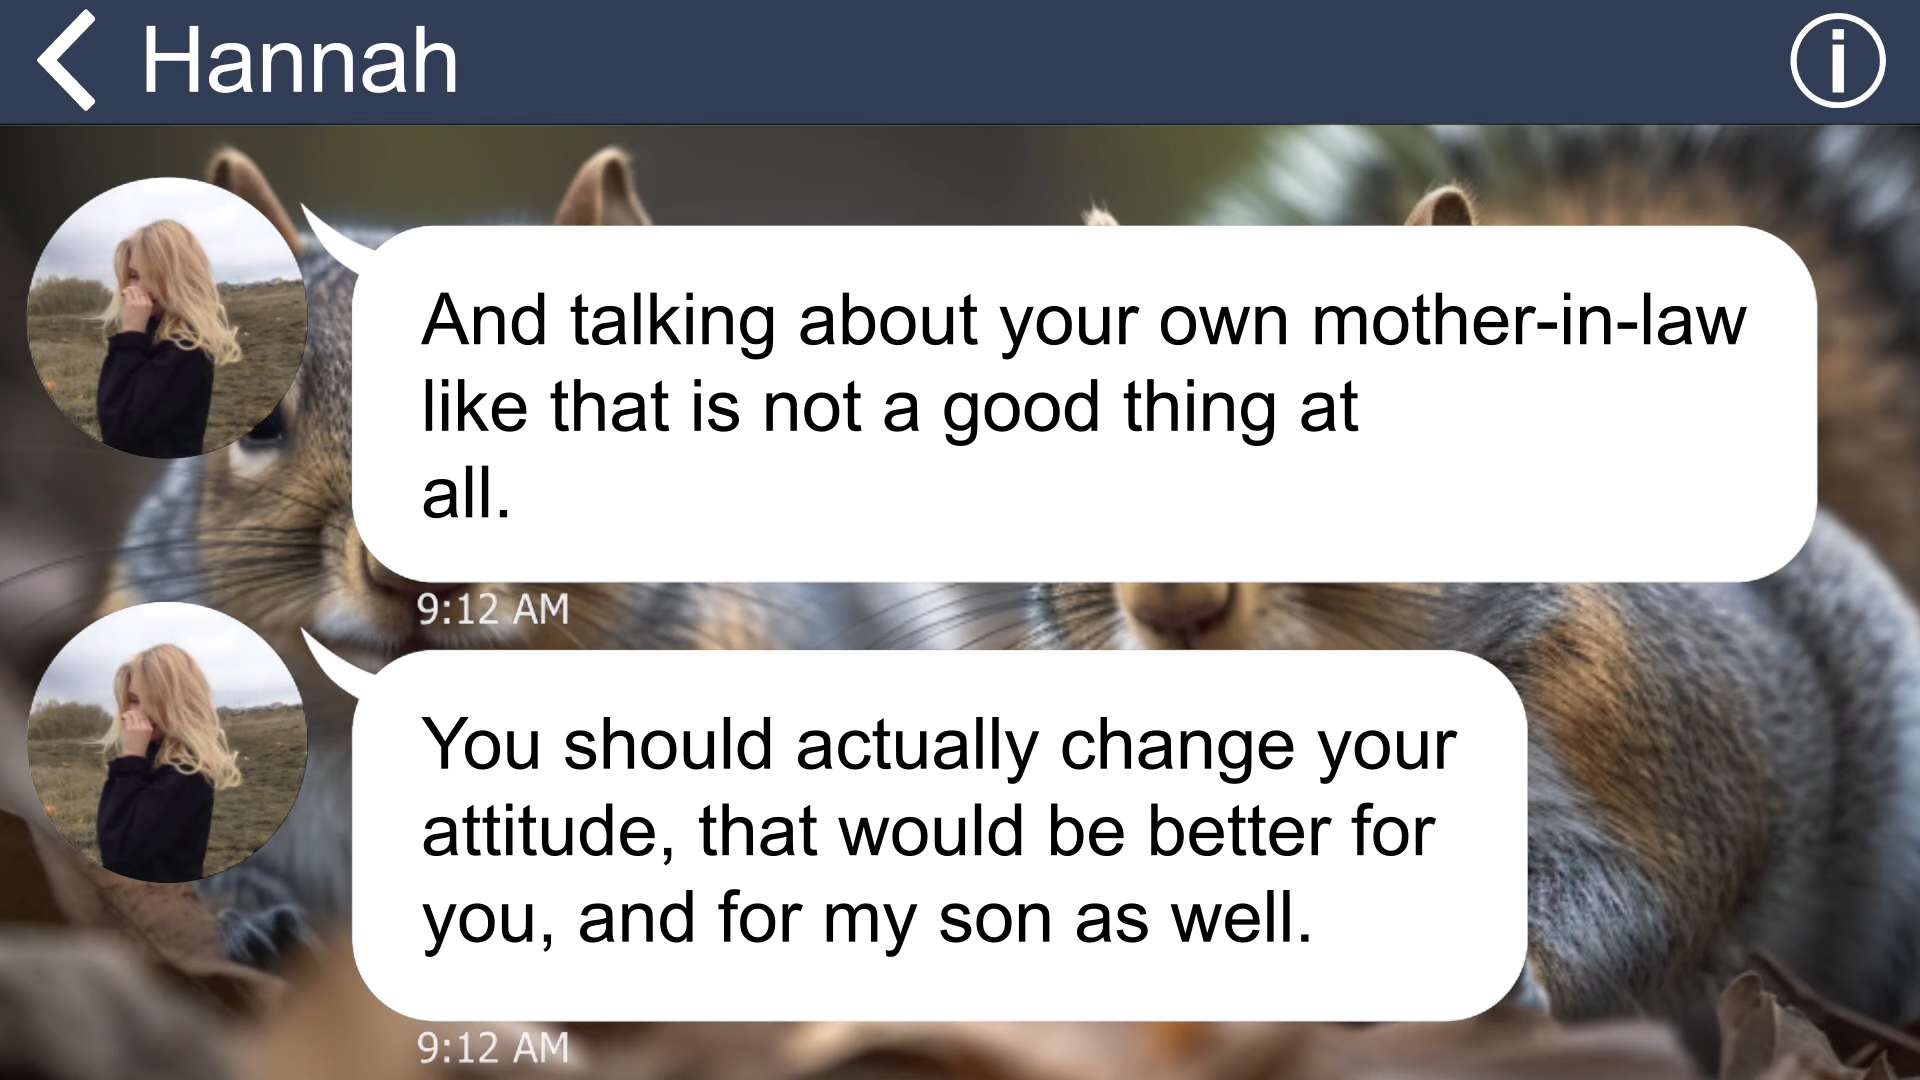 Hannah
And talking about your own mother-in-law
like that is not a good thing at
all.
9:12 AM
You should actually change your
attitude, that would be better for
you, and for my son as well.
9:12 AM